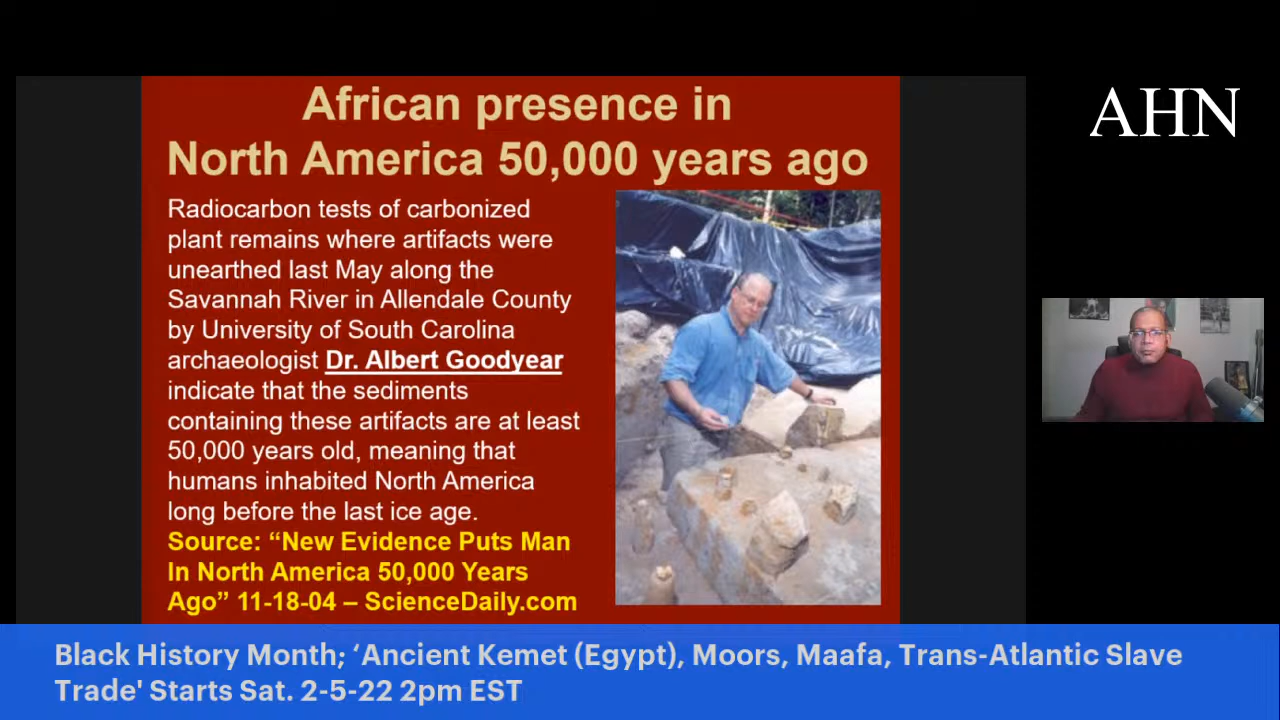 African presence in
North America 50,000 years ago
Radiocarbon tests of carbonized
plant remains where artifacts were
unearthed last May along the
Savannah River in Allendale County
by University of South Carolina
archaeologist Dr. Albert Goodyear
indicate that the sediments
containing these artifacts are at least
50,000 years old, meaning that
humans inhabited North America
long before the last ice age.
Source: “New Evidence Puts Man
In North America 50,000 Years
Ago” 11-18-04 – ScienceDaily.com
AHN
Black History Month; ‘Ancient Kemet (Egypt), Moors, Maafa, Trans-Atlantic Slave
Trade' Starts Sat. 2-5-22 2pm EST